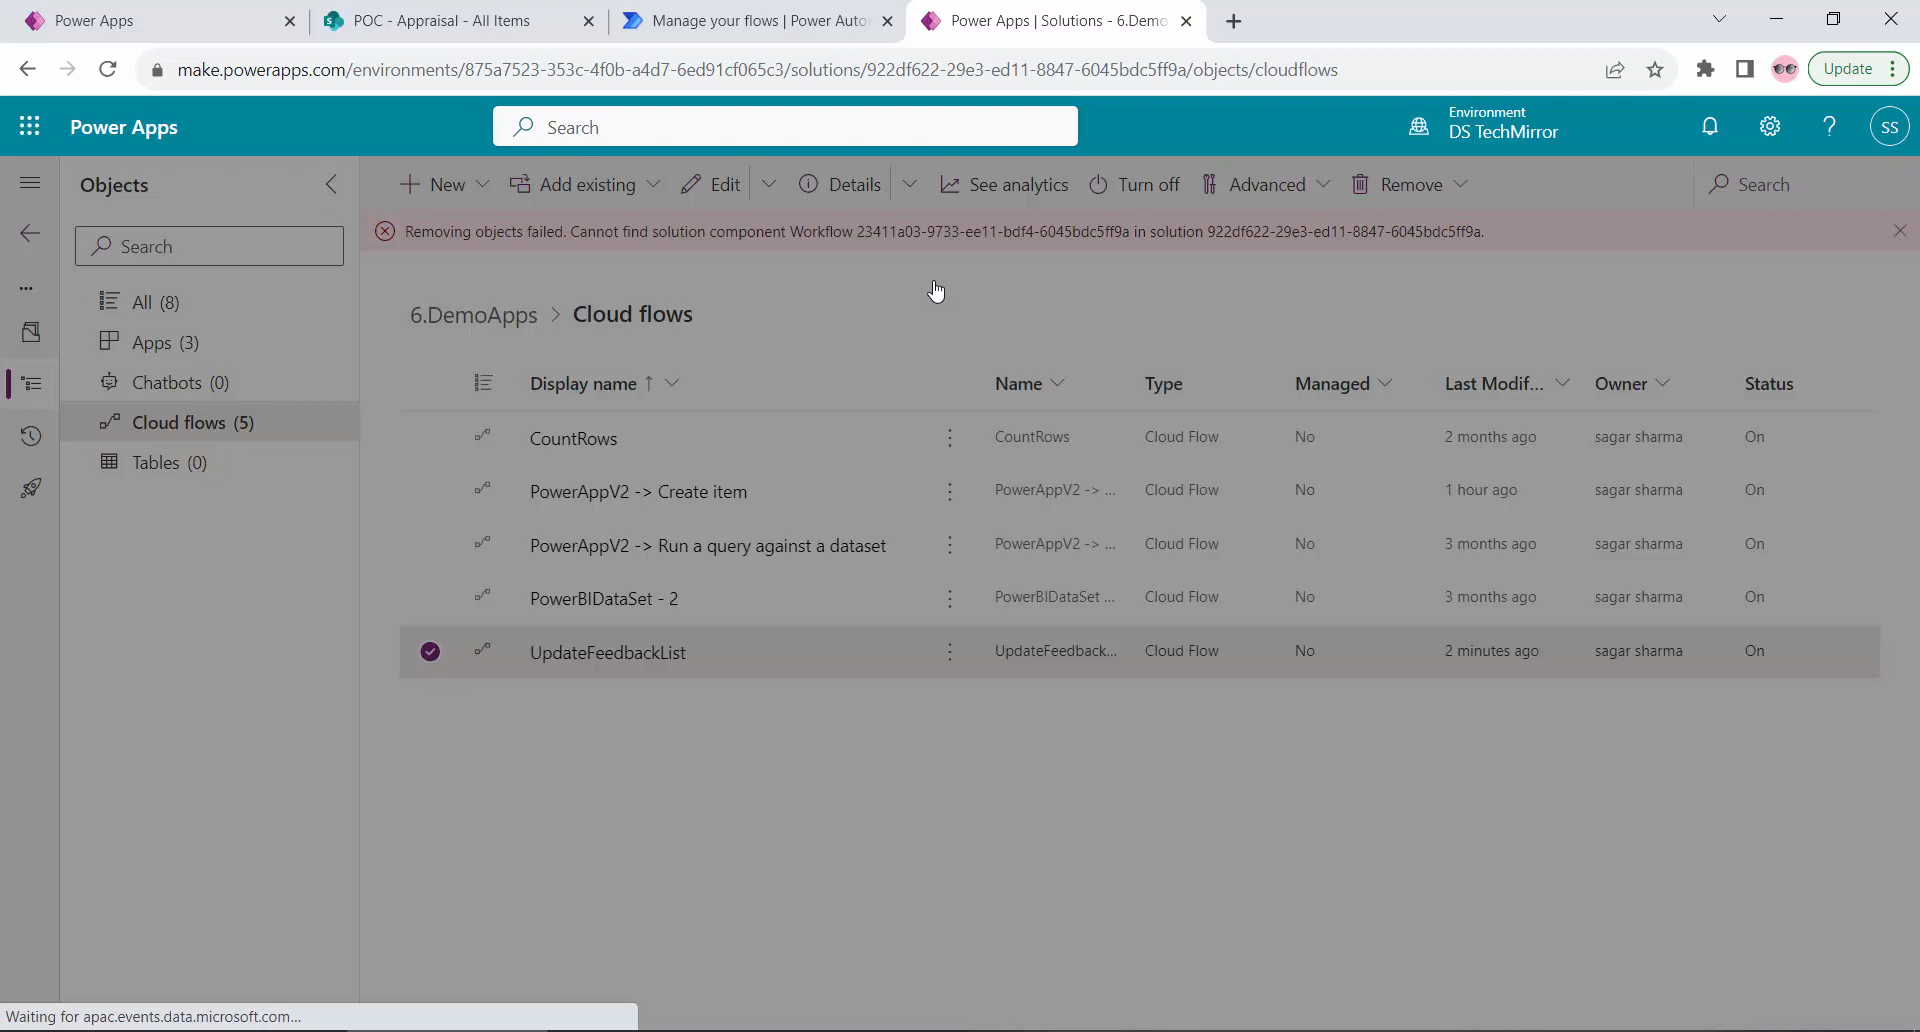 Power Apps
POC - Appraisal - All Items
Manage your flows | Power Auto
Power Apps | Solutions - 6.Demo
make.powerapps.com/environments/875a7523-353c-4f0b-a4d7-6ed91cf065c3/solutions/922df622-29e3-ed11-8847-6045bdc5ff9a/objects/cloudflows
Update
Power Apps
Search
Environment
DS TechMirror
SS
Objects
New
Add existing
Edit
Details
See analytics
Turn off
Advanced
Remove
Search
Removing objects failed. Cannot find solution component Workflow 23411a03-9733-ee11-bdf4-6045bdc5ff9a in solution 922df622-29e3-ed11-8847-6045bdc5ff9a.
Search
All (8)
Apps (3)
Chatbots (0)
Cloud flows (5)
Tables (0)
6.DemoApps > Cloud flows
Display name ↑ Name Type Managed Last Modif... Owner Status
CountRows CountRows Cloud Flow No 2 months ago sagar sharma On
PowerAppV2 -> Create item PowerAppV2 -> ... Cloud Flow No 1 hour ago sagar sharma On
PowerAppV2 -> Run a query against a dataset PowerAppV2 -> ... Cloud Flow No 3 months ago sagar sharma On
PowerBIDataSet - 2 PowerBIDataSet ... Cloud Flow No 3 months ago sagar sharma On
UpdateFeedbackList UpdateFeedback... Cloud Flow No 2 minutes ago sagar sharma On
Waiting for apac.events.data.microsoft.com...